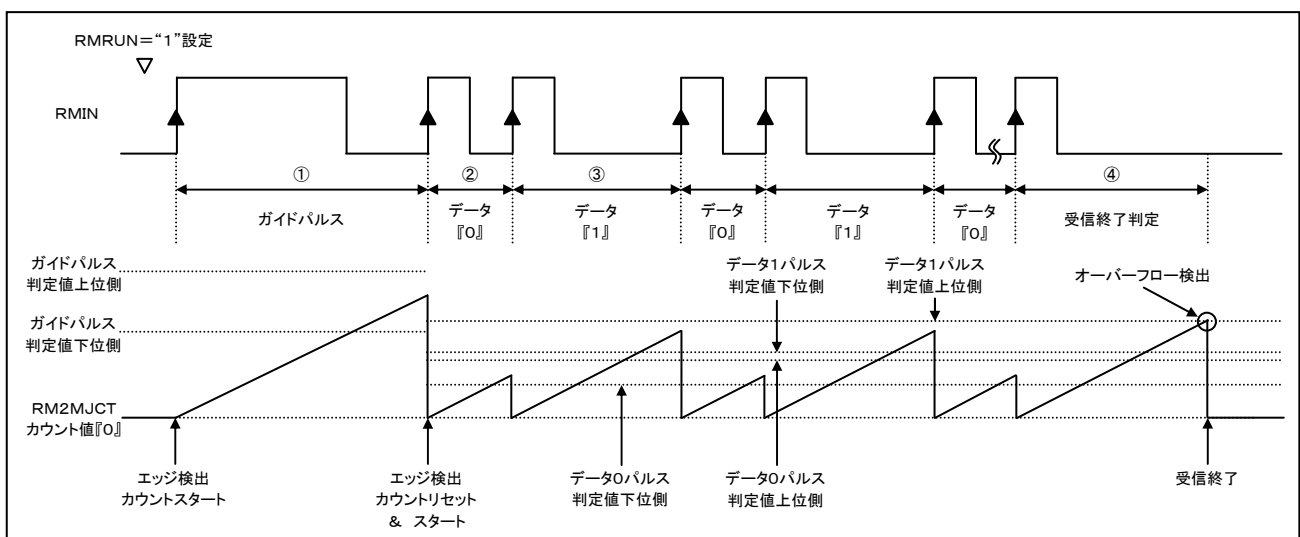 RMRUN=“1”設定
RMIN
①
②
③
④
ガイドパルス
データ
『0』
データ
『1』
データ
『0』
データ
『1』
データ
『0』
受信終了判定
ガイドパルス
判定値上位側
データ1パルス
判定値下位側
データ1パルス
判定値上位側
オーバーフロー検出
ガイドパルス
判定値下位側
RM2MJCT
カウント値『0』
エッジ検出
カウントスタート
エッジ検出
カウントリセット
& スタート
データ0パルス
判定値下位側
データ0パルス
判定値上位側
受信終了